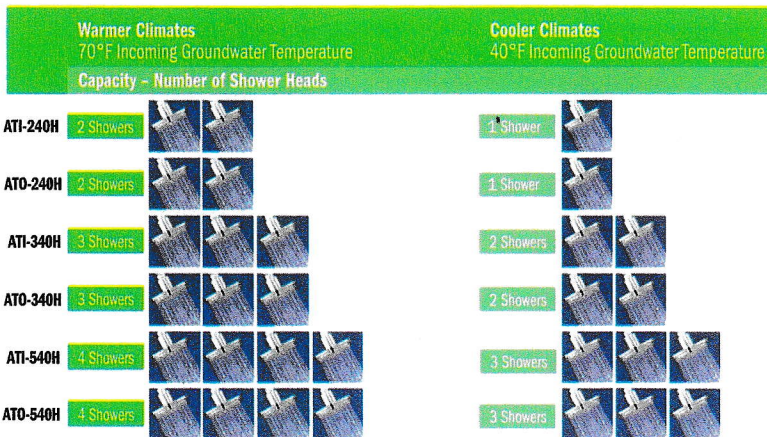 Warmer Climates
70°F Incoming Groundwater Temperature
Cooler Climates
40°F Incoming Groundwater Temperature
Capacity – Number of Shower Heads
ATI-240H 2 Showers 1 Shower
ATO-240H 2 Showers 1 Shower
ATI-340H 3 Showers 2 Showers
ATO-340H 3 Showers 2 Showers
ATI-540H 4 Showers 3 Showers
ATO-540H 4 Showers 3 Showers